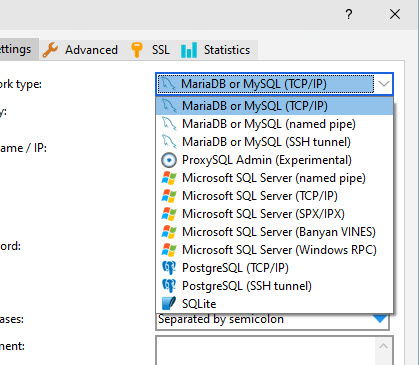 ?
ettings Advanced SSL Statistics
ork type: MariaDB or MySQL (TCP/IP)
MariaDB or MySQL (TCP/IP)
y:
MariaDB or MySQL (named pipe)
MariaDB or MySQL (SSH tunnel)
ame / IP:
ProxySQL Admin (Experimental)
Microsoft SQL Server (named pipe)
Microsoft SQL Server (TCP/IP)
Microsoft SQL Server (SPX/IPX)
Microsoft SQL Server (Banyan VINES)
ord:
Microsoft SQL Server (Windows RPC)
PostgreSQL (TCP/IP)
PostgreSQL (SSH tunnel)
SQLite
ases: Separated by semicolon
ment: